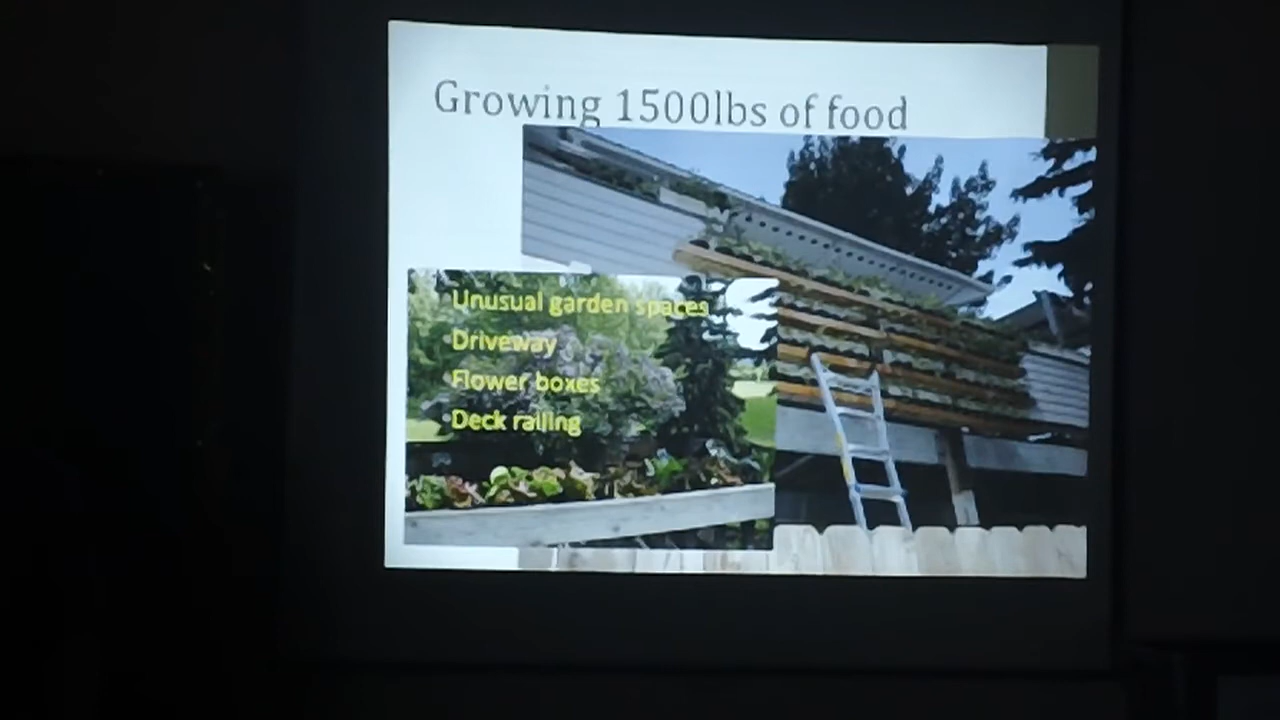 Growing 1500lbs of food
Unusual garden spaces
Driveway
Flower boxes
Deck railing